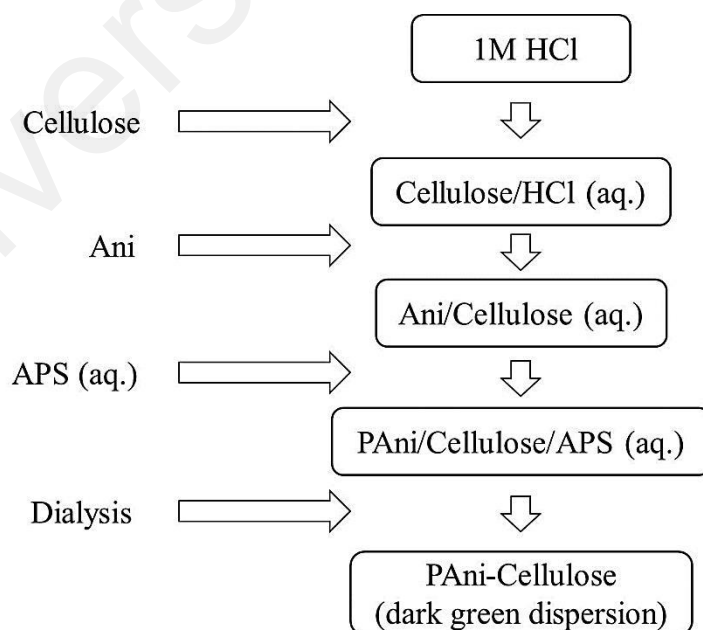 1M HCl
Cellulose
Cellulose/HCl (aq.)
Ani
Ani/Cellulose (aq.)
APS (aq.)
PAni/Cellulose/APS (aq.)
Dialysis
PAni-Cellulose
(dark green dispersion)